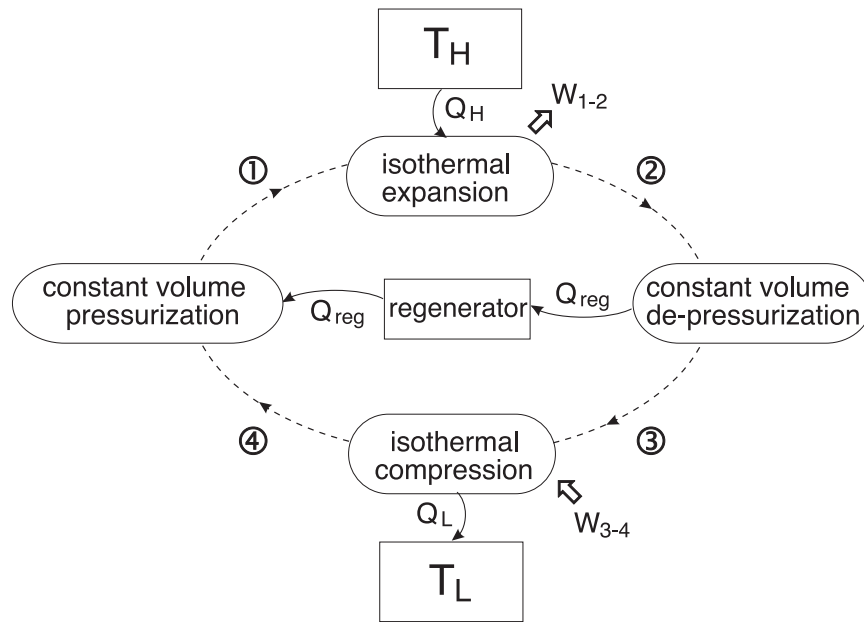 T_H
Q_H
W_1-2
①
isothermal
expansion
②
constant volume
pressurization
Q_reg
regenerator
Q_reg
constant volume
de-pressurization
④
isothermal
compression
③
Q_L
W_3-4
T_L